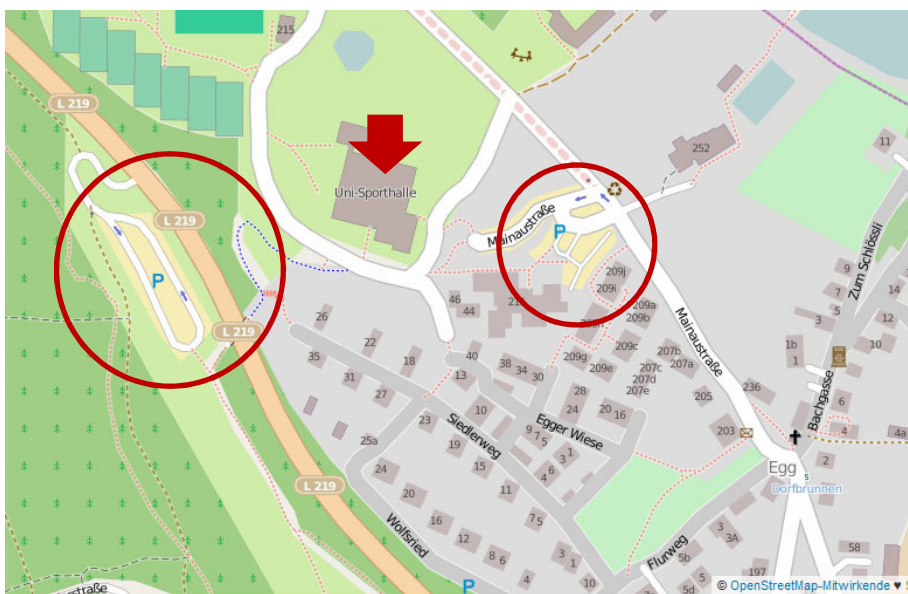 215
L 219
252
11
Uni-Sporthalle
L 219
Mainaustraße
P
P
209j
209i
9
Zum Schlössli
7
14
5
3
12
46
44
209a
209b
26
L 219
22
35
18
40
38
34
30
209g
209c
209e
207b
207a
207c
207d
207e
Mainaustraße
1b
1
10
31
13
27
28
24
20
16
205
236
Bachgasse
6
4
4a
10
23
Siedlerweg
Egger Wiese
203
25a
19
9
7
5
3
1
6
4
2
Egg
Dorfbrunnen
24
15
L 219
11
20
16
7
5
Wolfsried
12
8
6
3
1
4
10
P
Flurweg
3
3A
5b
5
5d
197
58
© OpenStreetMap-Mitwirkende ♥